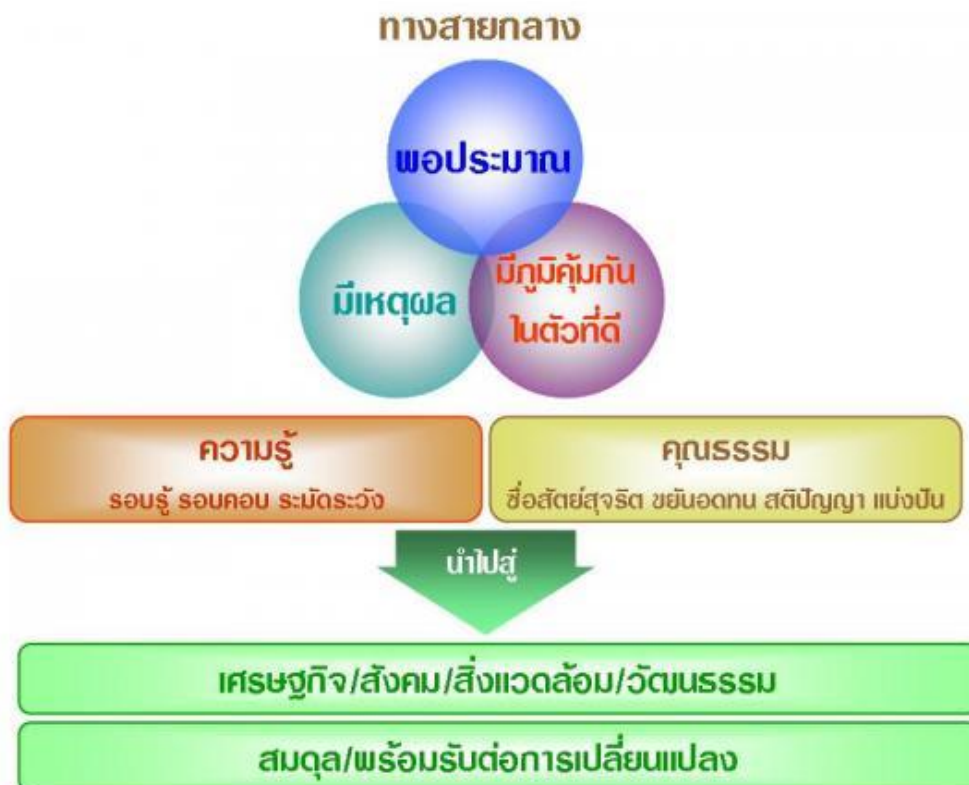 ทางสายกลาง
พอประมาณ
มีเหตุผล
มีภูมิคุ้มกัน
ในตัวที่ดี
ความรู้
รอบรู้ รอบคอบ ระมัดระวัง
คุณธรรม
ซื่อสัตย์สุจริต ขยันอดทน สติปัญญา แบ่งปัน
นำไปสู่
เศรษฐกิจ/สังคม/สิ่งแวดล้อม/วัฒนธรรม
สมดุล/พร้อมรับต่อการเปลี่ยนแปลง